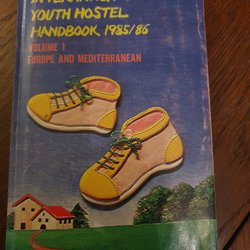 YOUTH HOSTEL
HANDBOOK 1985/86
VOLUME 1
EUROPE AND MEDITERRANEAN